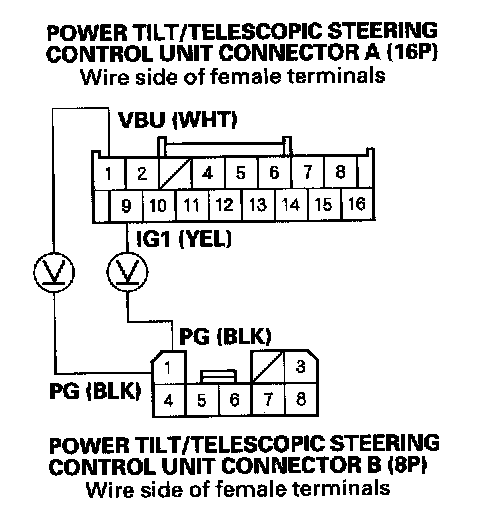 POWER TILT/TELESCOPIC STEERING
CONTROL UNIT CONNECTOR A (16P)
Wire side of female terminals
VBU (WHT)
1 2 4 5 6 7 8
9 10 11 12 13 14 15 16
IG1 (YEL)
V V
PG (BLK)
1 3
PG (BLK)
4 5 6 7 8
POWER TILT/TELESCOPIC STEERING
CONTROL UNIT CONNECTOR B (8P)
Wire side of female terminals